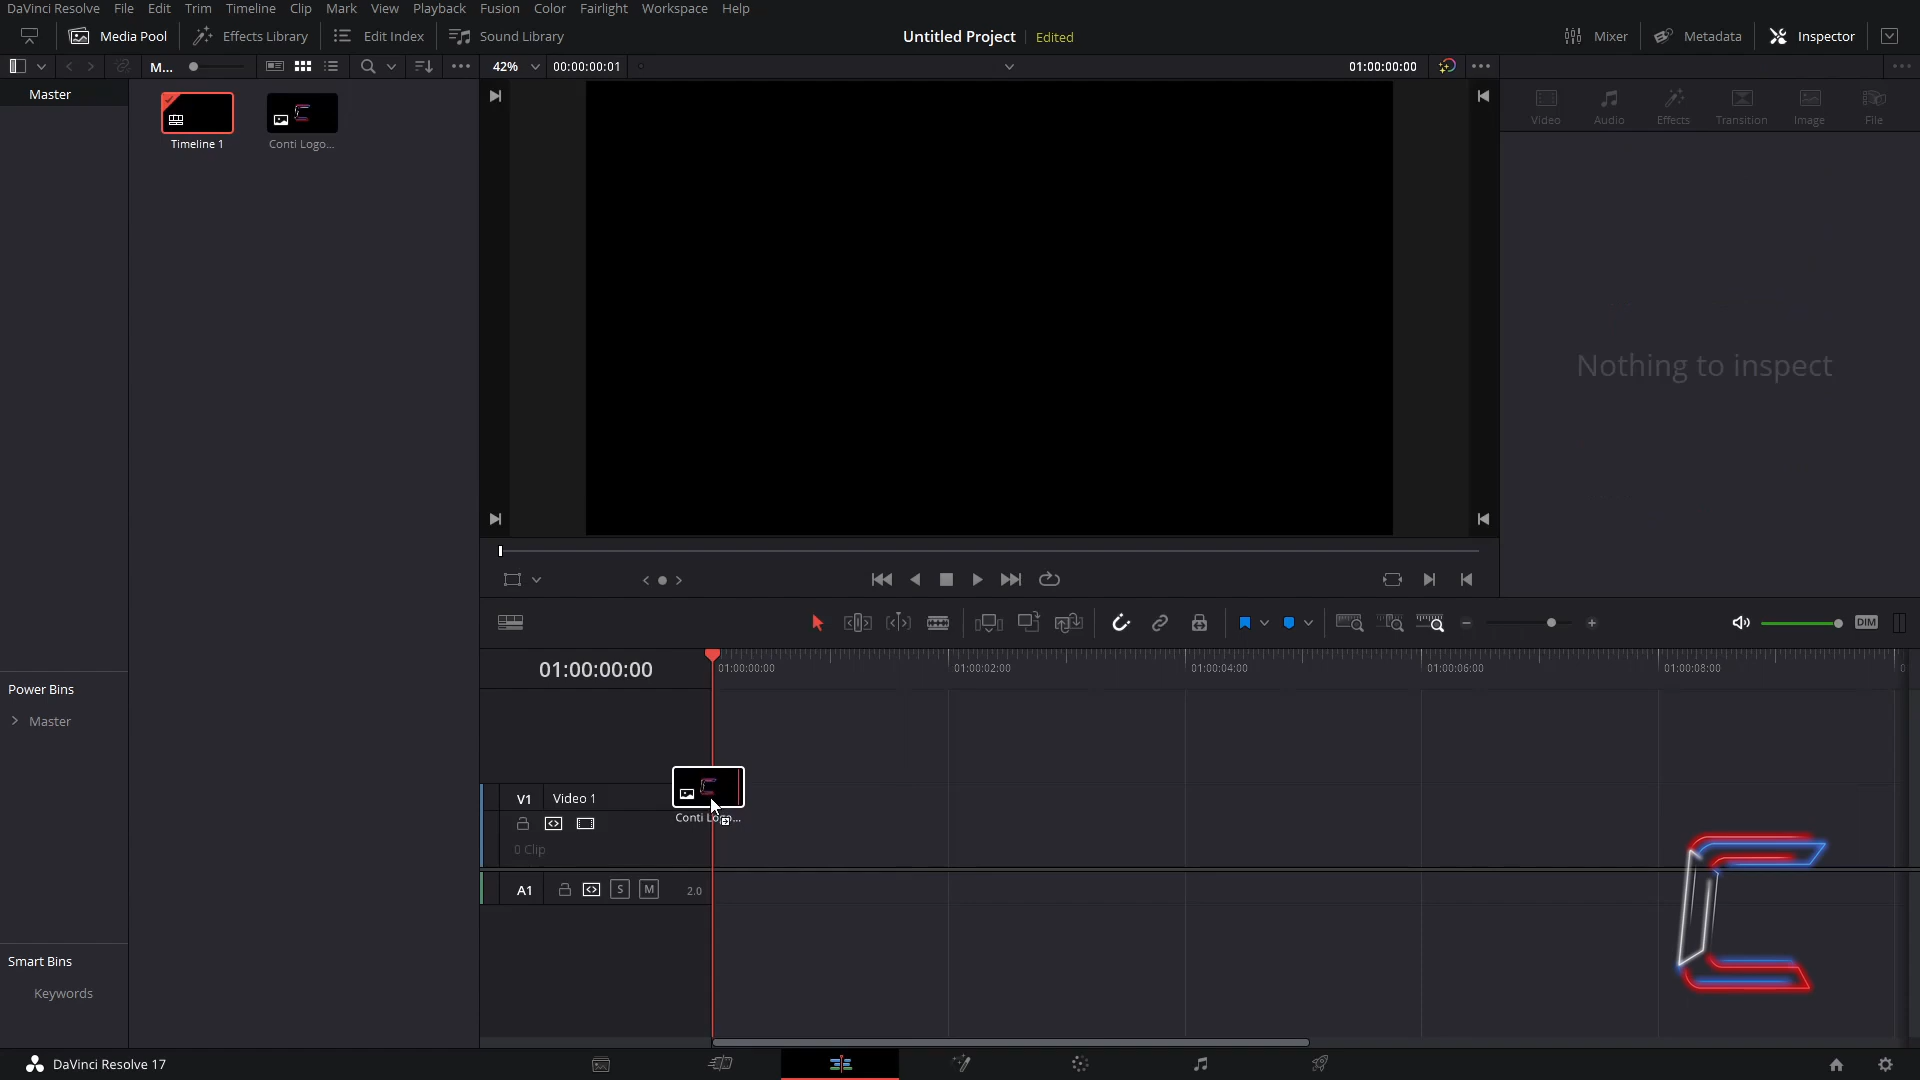 DaVinci Resolve File Edit Trim Timeline Clip Mark View Playback Fusion Color Fairlight Workspace Help
Media Pool Effects Library Edit Index Sound Library Untitled Project Edited Mixer Metadata Inspector
M... 42% 00:00:00:01 01:00:00:00
Master
Video Audio Effects Transition Image File
Timeline 1 Conti Logo...
Nothing to inspect
DIM
01:00:00:00 01:00:00:00 01:00:02:00 01:00:04:00 01:00:06:00 01:00:08:00
Power Bins
Master
V1 Video 1
0 Clip
A1 S M 2.0
Smart Bins
Keywords
DaVinci Resolve 17